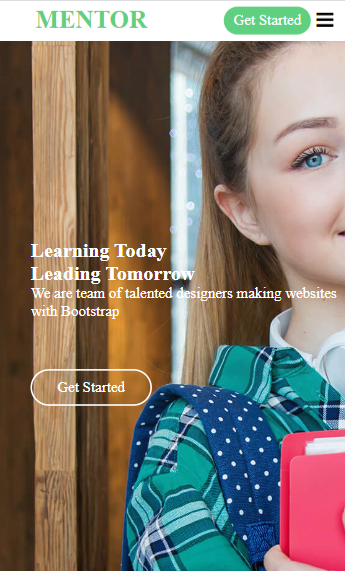 MENTOR
Get Started
Learning Today
Leading Tomorrow
We are team of talented designers making websites
with Bootstrap
Get Started